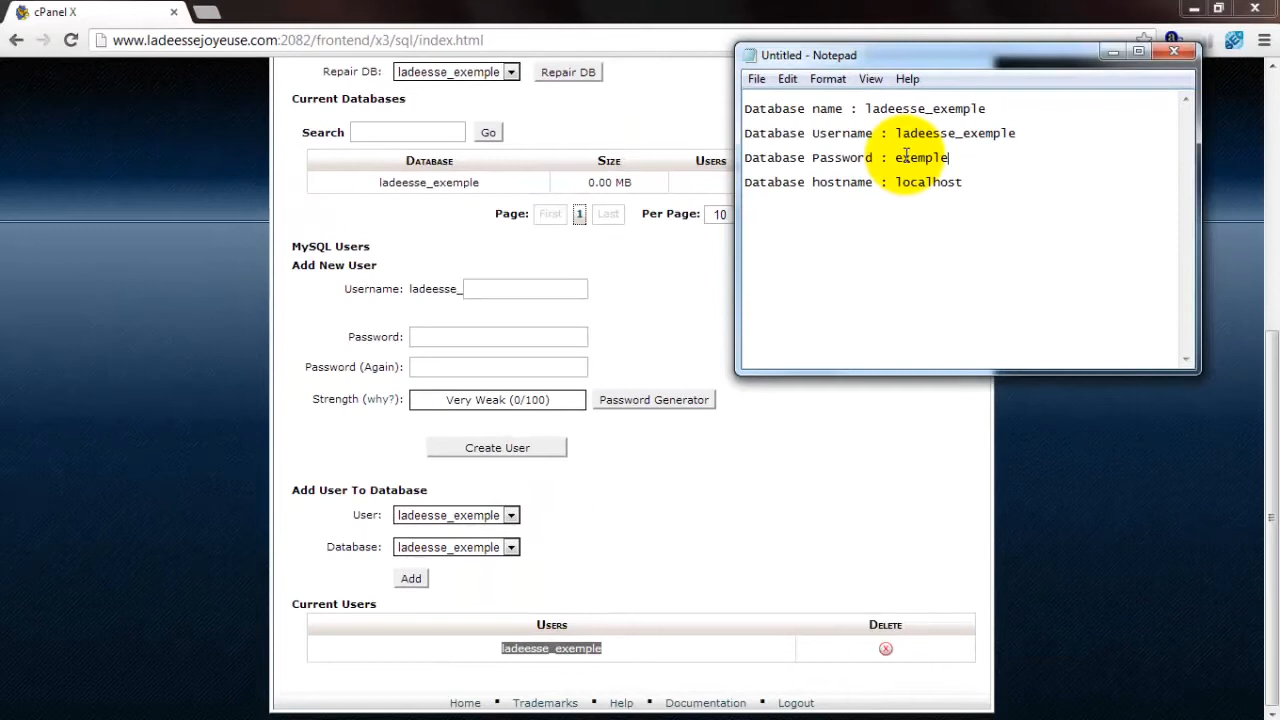 cPanel X
www.ladeessejoyeuse.com:2082/frontend/x3/sql/index.html
Repair DB: ladeesse_exemple Repair DB
Current Databases
Search Go
DATABASE SIZE USERS
ladeesse_exemple 0.00 MB
Page: First 1 Last Per Page: 10
MySQL Users
Add New User
Username: ladeesse_
Password:
Password (Again):
Strength (why?): Very Weak (0/100) Password Generator
Create User
Add User To Database
User: ladeesse_exemple
Database: ladeesse_exemple
Add
Current Users
USERS DELETE
ladeesse_exemple
Home Trademarks Help Documentation Logout
Untitled - Notepad
File Edit Format View Help
Database name : ladeesse_exemple
Database Username : ladeesse_exemple
Database Password : exemple
Database hostname : localhost